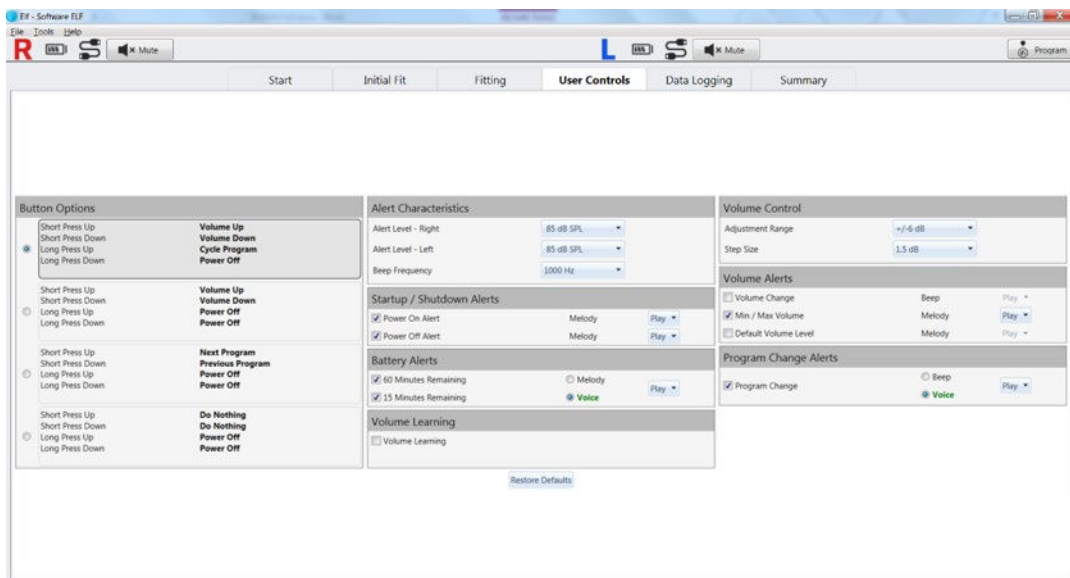 Elf - Software ELF
File Tools Help
R Mute L Mute Program
Start Initial Fit Fitting User Controls Data Logging Summary
Button Options
Short Press Up Volume Up
Short Press Down Volume Down
Long Press Up Cycle Program
Long Press Down Power Off
Short Press Up Volume Up
Short Press Down Volume Down
Long Press Up Power Off
Long Press Down Power Off
Short Press Up Next Program
Short Press Down Previous Program
Long Press Up Power Off
Long Press Down Power Off
Short Press Up Do Nothing
Short Press Down Do Nothing
Long Press Up Power Off
Long Press Down Power Off
Alert Characteristics
Alert Level - Right 85 dB SPL
Alert Level - Left 85 dB SPL
Beep Frequency 1000 Hz
Startup / Shutdown Alerts
Power On Alert Melody Play
Power Off Alert Melody Play
Battery Alerts
60 Minutes Remaining Melody
Play
15 Minutes Remaining Voice
Volume Learning
Volume Learning
Volume Control
Adjustment Range +/-6 dB
Step Size 1.5 dB
Volume Alerts
Volume Change Beep Play
Min / Max Volume Melody Play
Default Volume Level Melody Play
Program Change Alerts
Beep
Program Change Play
Voice
Restore Defaults